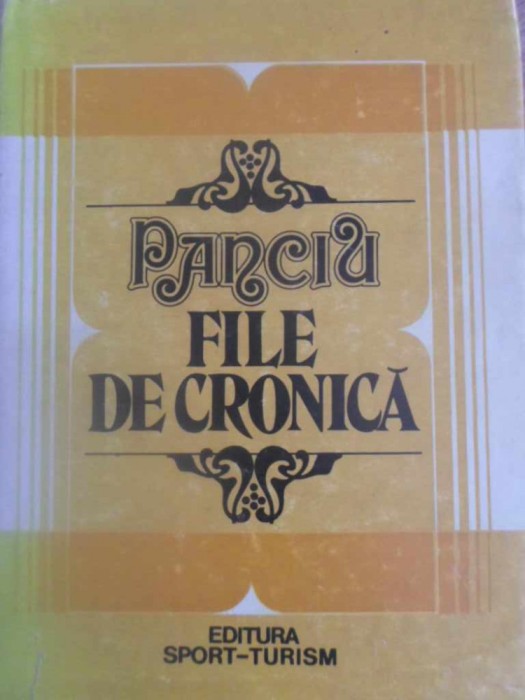 PANCIU
FILE
DE CRONICĂ
EDITURA
SPORT-TURISM